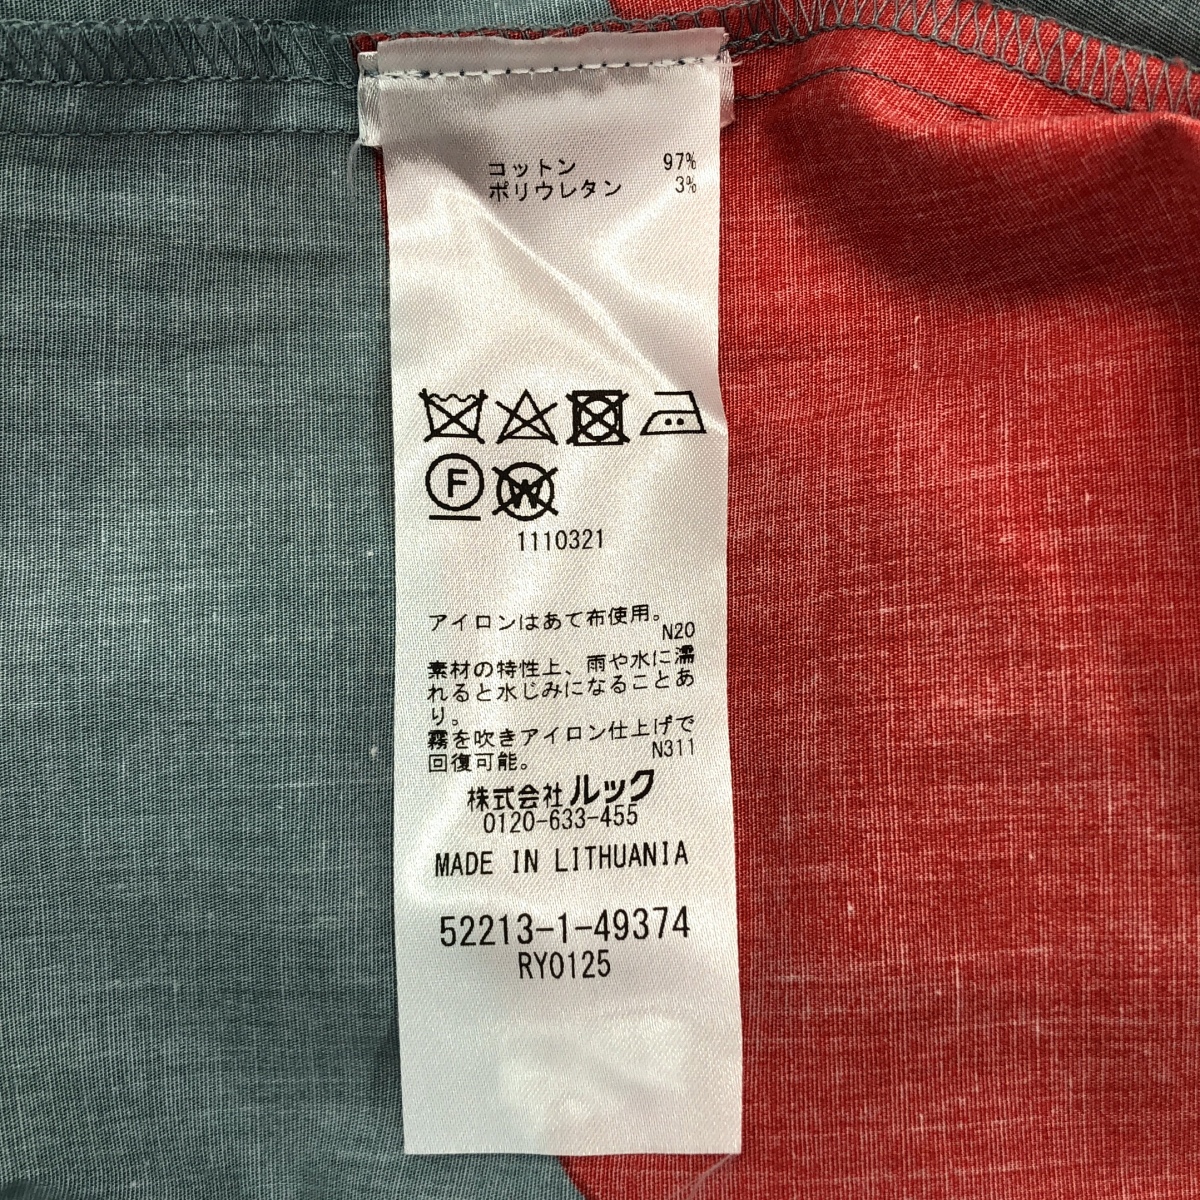 コットン 97%
ポリウレタン 3%
F W
1110321
アイロンはあて布使用。
N20
素材の特性上、雨や水に濡
れると水じみになることあ
り。
霧を吹きアイロン仕上げで
回復可能。 N311
株式会社ルック
0120-633-455
MADE IN LITHUANIA
52213-1-49374
RY0125